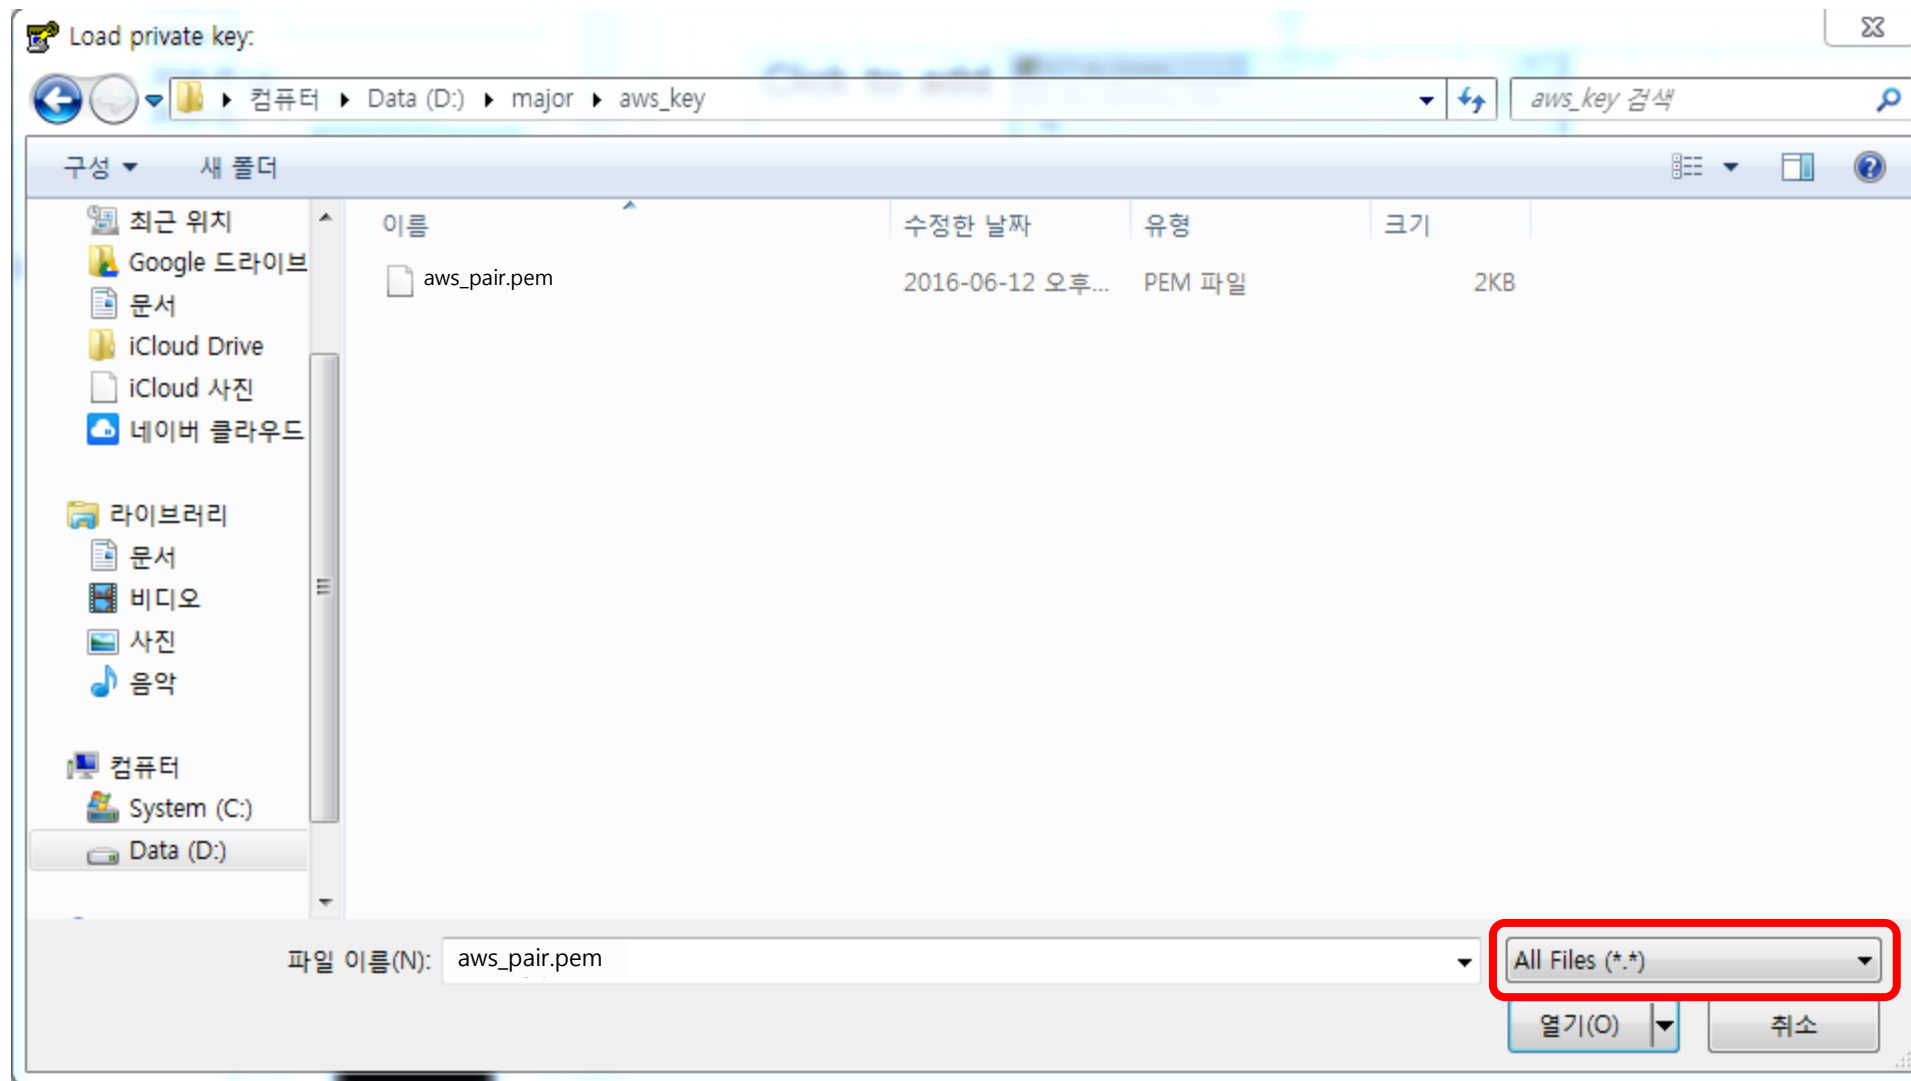 Load private key:
컴퓨터 Data (D:) major aws_key
aws_key 검색
구성 새 폴더
최근 위치
Google 드라이브
문서
iCloud Drive
iCloud 사진
네이버 클라우드
라이브러리
문서
비디오
사진
음악
컴퓨터
System (C:)
Data (D:)
이름 수정한 날짜 유형 크기
aws_pair.pem 2016-06-12 오후... PEM 파일 2KB
파일 이름(N): aws_pair.pem
All Files (*.*)
열기(O) 취소